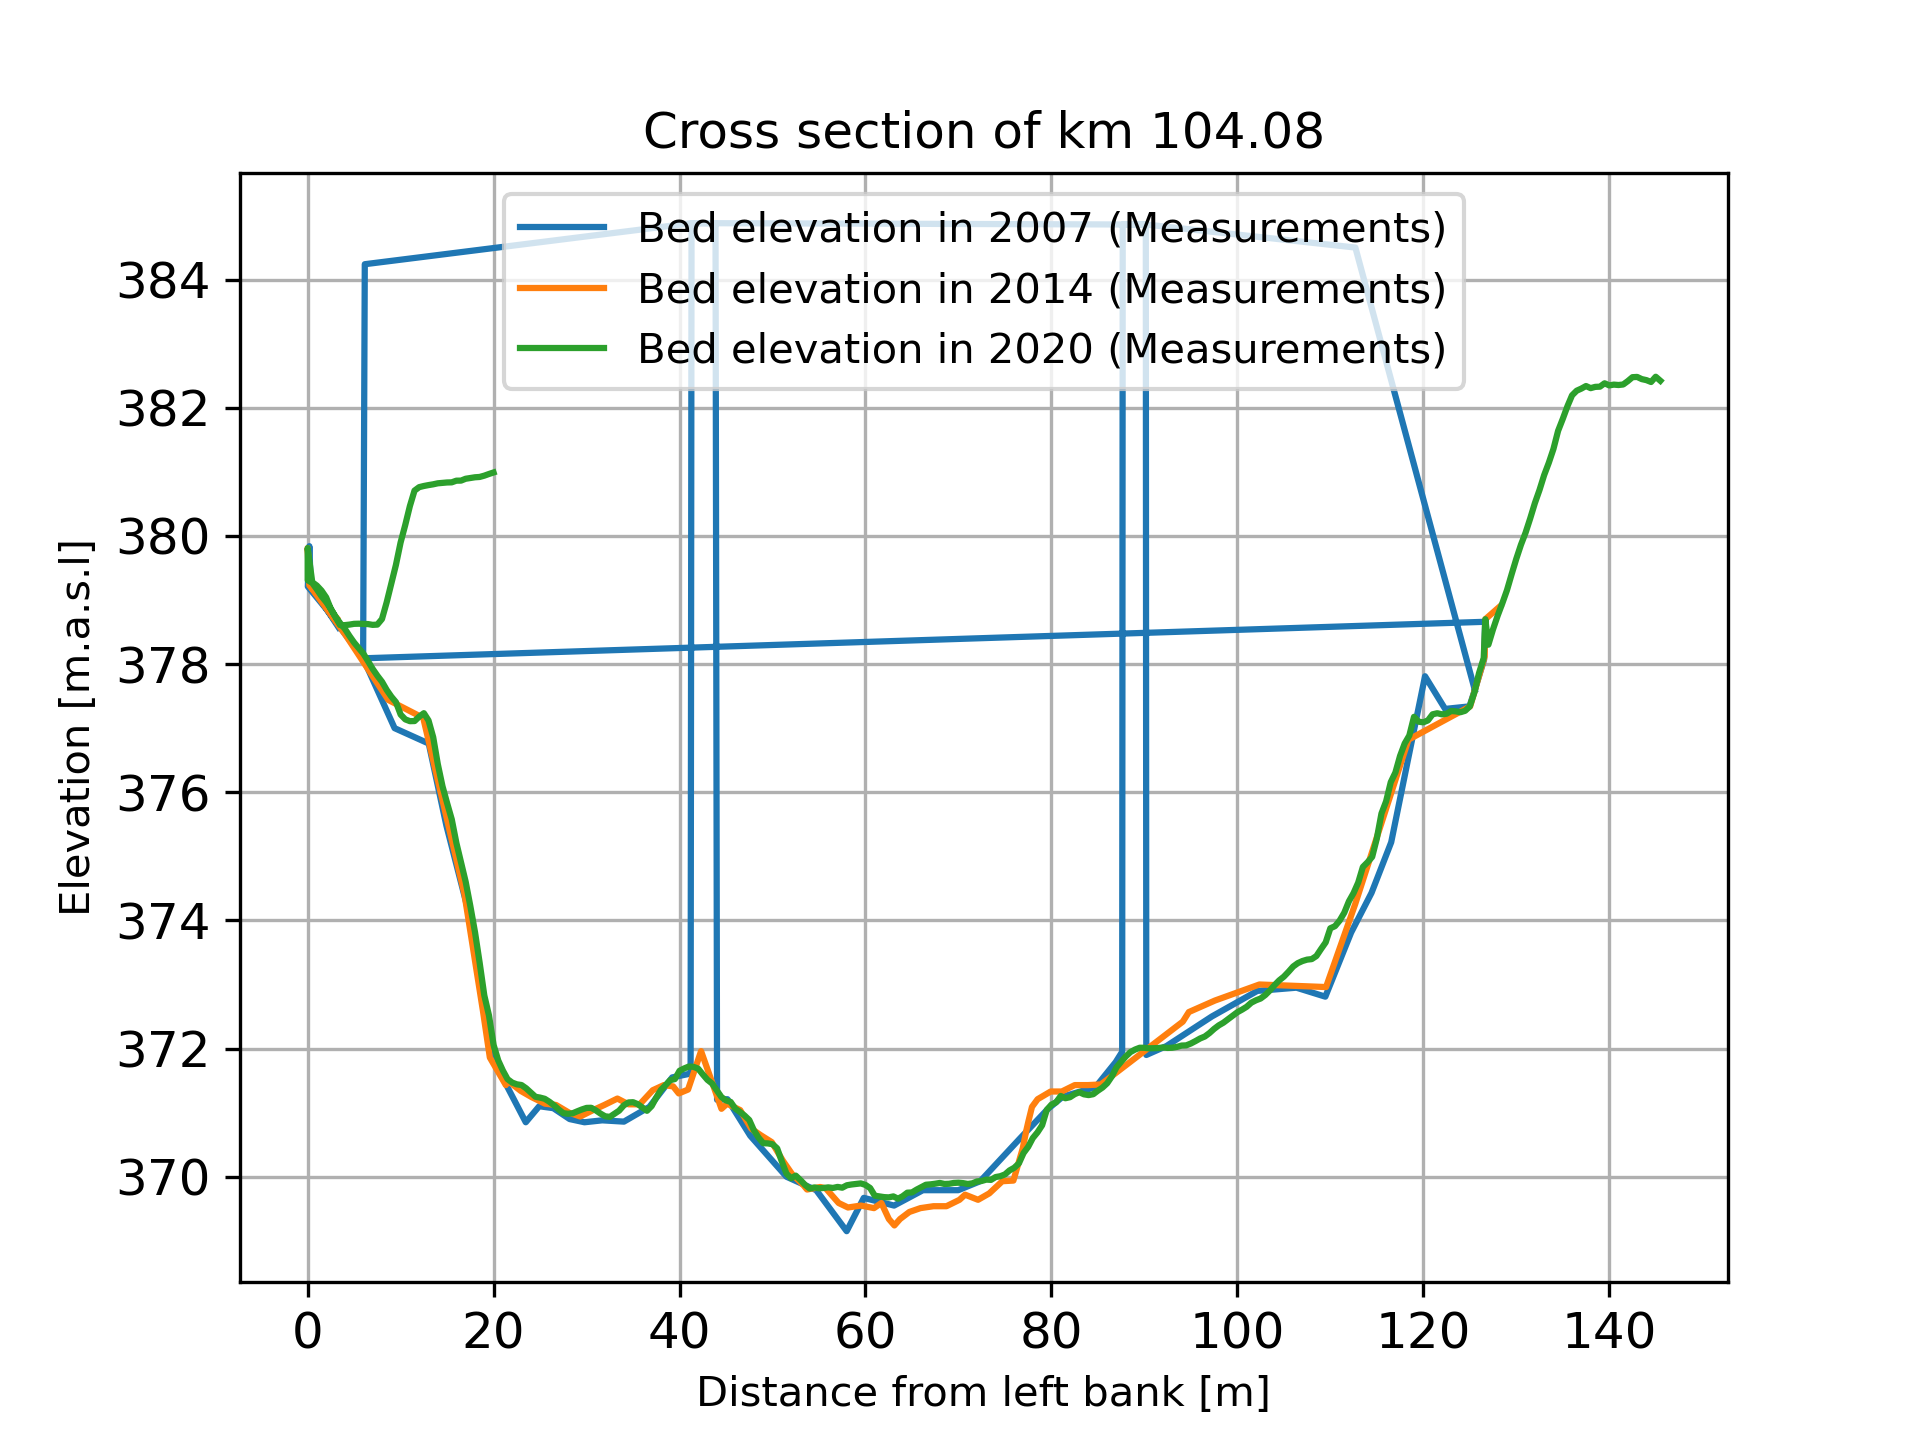 Cross section of km 104.08
Bed elevation in 2007 (Measurements)
Bed elevation in 2014 (Measurements)
Bed elevation in 2020 (Measurements)
Elevation [m.a.s.l]
384
382
380
378
376
374
372
370
0 20 40 60 80 100 120 140
Distance from left bank [m]